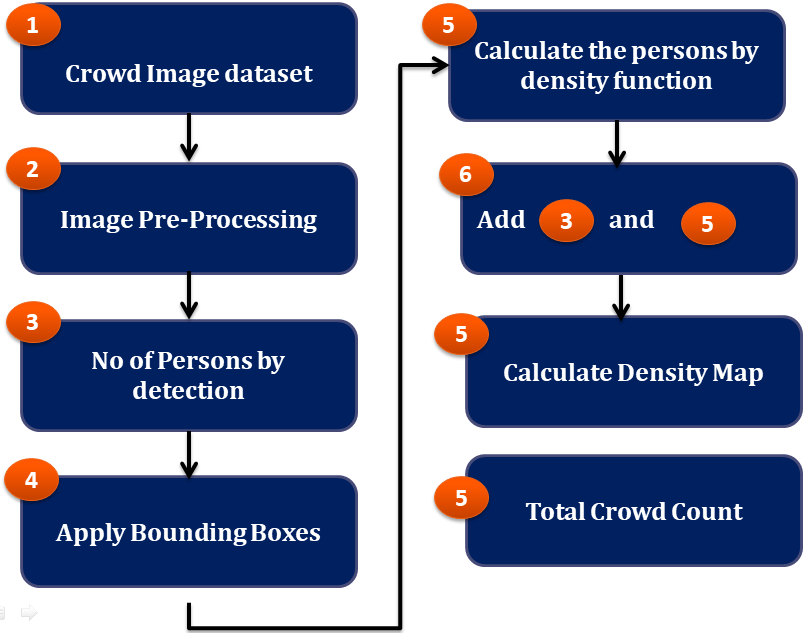 1
Crowd Image dataset
2
Image Pre-Processing
3
No of Persons by
detection
4
Apply Bounding Boxes
5
Calculate the persons by
density function
6
Add 3 and 5
5
Calculate Density Map
5
Total Crowd Count